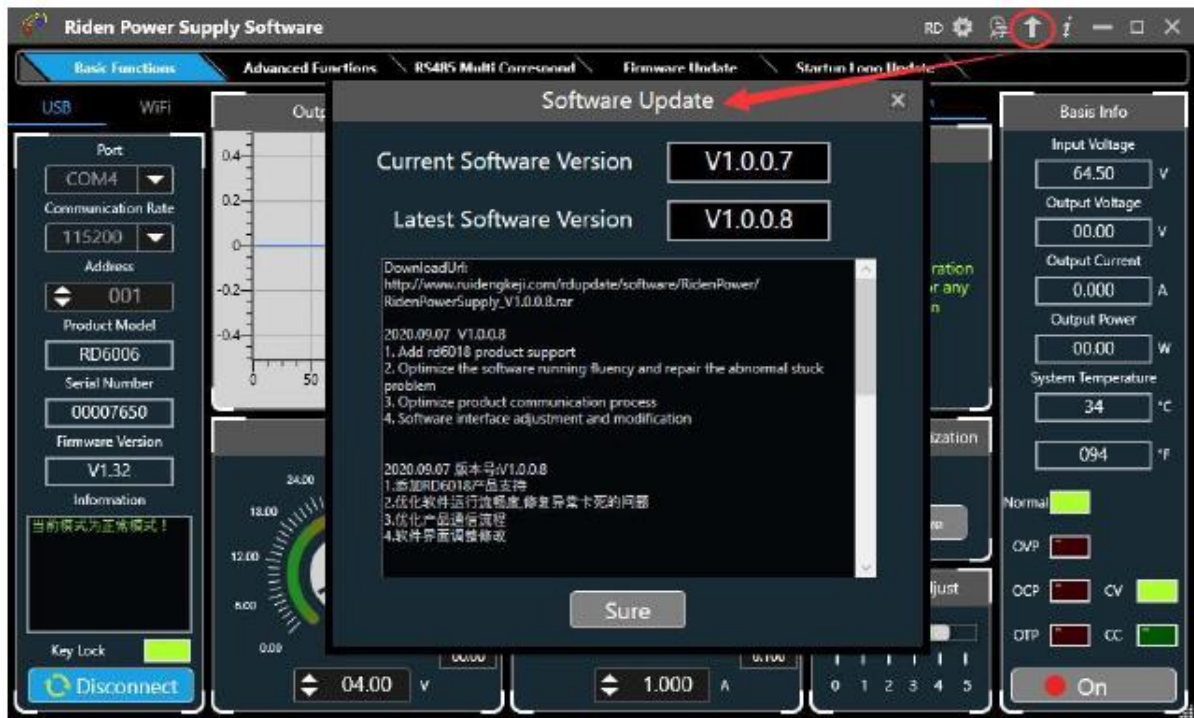 Riden Power Supply Software
RD
Basic Functions
Advanced Functions
RS485 Multi Correspond
Firmware Update
Startup Logo Update
USB
WiFi
Port
COM4
Communication Rate
115200
Address
001
Product Model
RD6006
Serial Number
00007650
Firmware Version
V1.32
Information
当前模式为正常模式！
Key Lock
Disconnect
Outp
0.4
0.2
0
-0.2
-0.4
0
50
24.00
18.00
12.00
6.00
0.00
00.00
04.00
V
Software Update
Current Software Version
V1.0.0.7
Latest Software Version
V1.0.0.8
DownloadUrl:
http://www.ruidengkeji.com/rdupdate/software/RidenPower/
RidenPowerSupply_V1.0.0.8.rar
2020.09.07 V1.0.0.8
1. Add rd6018 product support
2. Optimize the software running fluency and repair the abnormal stuck
problem
3. Optimize product communication process
4. Software interface adjustment and modification
2020.09.07 版本号:V1.0.0.8
1.添加RD6018产品支持
2.优化软件运行流畅度,修复异常卡死的问题
3.优化产品通信流程
4.软件界面调整修改
Sure
0.100
1.000
A
ration
or any
n
ization
just
0 1 2 3 4 5
Basis Info
Input Voltage
64.50 V
Output Voltage
00.00 V
Output Current
0.000 A
Output Power
00.00 W
System Temperature
34 °C
094 °F
Normal
OVP
OCP
CV
OTP
CC
On